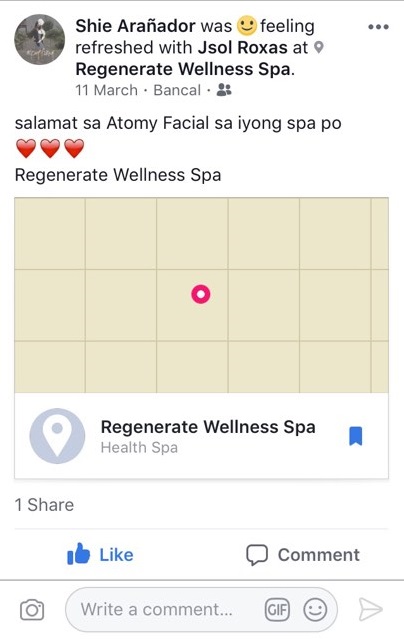 Shie Arañador was 🙂 feeling
refreshed with Jsol Roxas at
Regenerate Wellness Spa.
11 March · Bancal ·
salamat sa Atomy Facial sa iyong spa po
❤️❤️❤️
Regenerate Wellness Spa
Regenerate Wellness Spa
Health Spa
1 Share
Like Comment
Write a comment... GIF